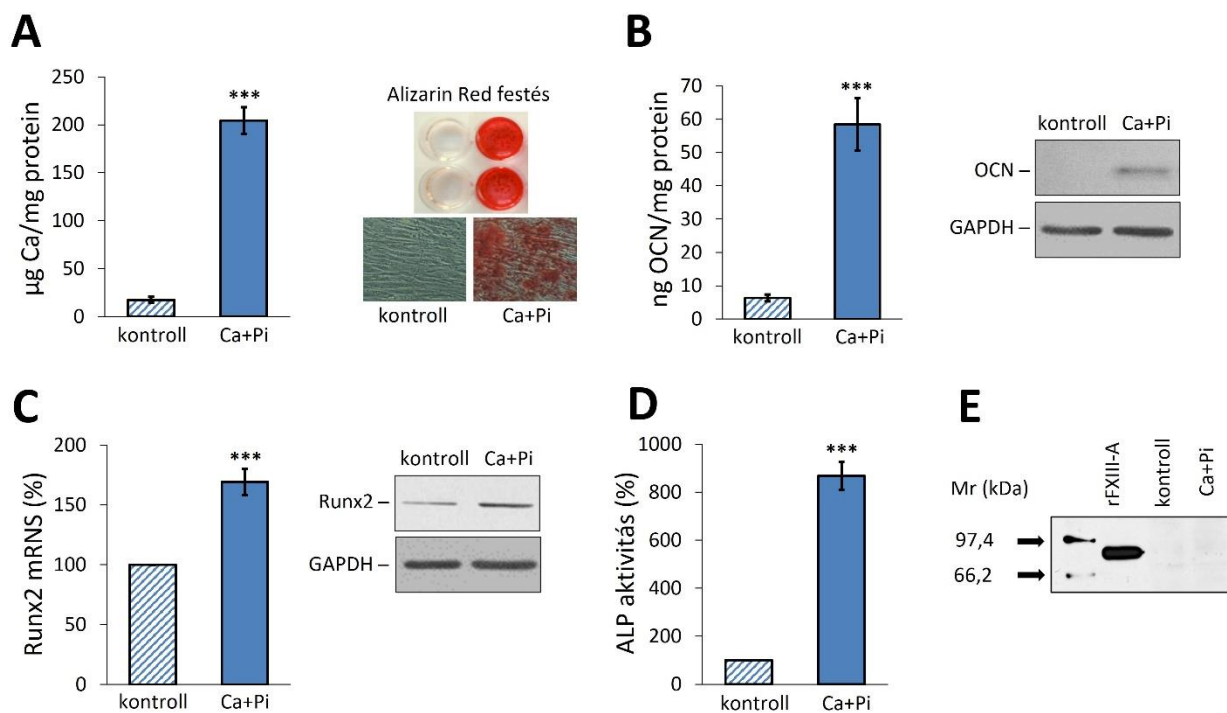 A
µg Ca/mg protein
250
200
150
100
50
0
***
kontroll
Ca+Pi
Alizarin Red festés
kontroll
Ca+Pi
B
ng OCN/mg protein
70
60
50
40
30
20
10
0
***
kontroll
Ca+Pi
kontroll Ca+Pi
OCN –
GAPDH –
C
Runx2 mRNS (%)
200
150
100
50
0
***
kontroll
Ca+Pi
kontroll Ca+Pi
Runx2 –
GAPDH –
D
ALP aktivitás (%)
1000
800
600
400
200
0
***
kontroll
Ca+Pi
E
Mr (kDa)
rFXIII-A
kontroll
Ca+Pi
97,4
66,2